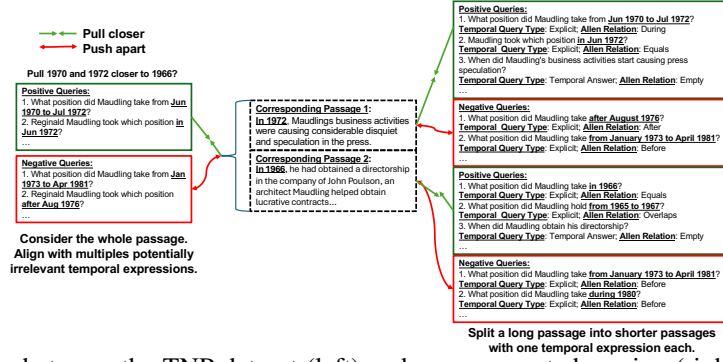 Pull closer
Push apart
Pull 1970 and 1972 closer to 1966?
Positive Queries:
1. What position did Maudling take from Jun
1970 to Jul 1972?
2. Reginald Maudling took which position in
Jun 1972?
...
Negative Queries:
1. What position did Maudling take from Jan
1973 to Apr 1981?
2. Reginald Maudling took which position
after Aug 1976?
...
Consider the whole passage.
Align with multiples potentially
irrelevant temporal expressions.
Corresponding Passage 1:
In 1972, Maudlings business activities
were causing considerable disquiet
and speculation in the press.
Corresponding Passage 2:
In 1966, he had obtained a directorship
in the company of John Poulson, an
architect Maudling helped obtain
lucrative contracts...
Positive Queries:
1. What position did Maudling take from Jun 1970 to Jul 1972?
Temporal Query Type: Explicit; Allen Relation: During
2. Maudling took which position in Jun 1972?
Temporal Query Type: Explicit; Allen Relation: Equals
3. When did Maudling's business activities start causing press
speculation?
Temporal Query Type: Temporal Answer; Allen Relation: Empty
...
Negative Queries:
1. What position did Maudling take after August 1976?
Temporal Query Type: Explicit; Allen Relation: After
2. What position did Maudling take from January 1973 to April 1981?
Temporal Query Type: Explicit; Allen Relation: Before
...
Positive Queries:
1. What position did Maudling take in 1966?
Temporal Query Type: Explicit; Allen Relation: Equals
2. What position did Maudling hold from 1965 to 1967?
Temporal Query Type: Explicit; Allen Relation: Overlaps
3. When did Maudling obtain his directorship?
Temporal Query Type: Temporal Answer; Allen Relation: Empty
...
Negative Queries:
1. What position did Maudling take from January 1973 to April 1981?
Temporal Query Type: Explicit; Allen Relation: Before
2. What position did Maudling take during 1980?
Temporal Query Type: Explicit; Allen Relation: Before
...
Split a long passage into shorter passages
with one temporal expression each.